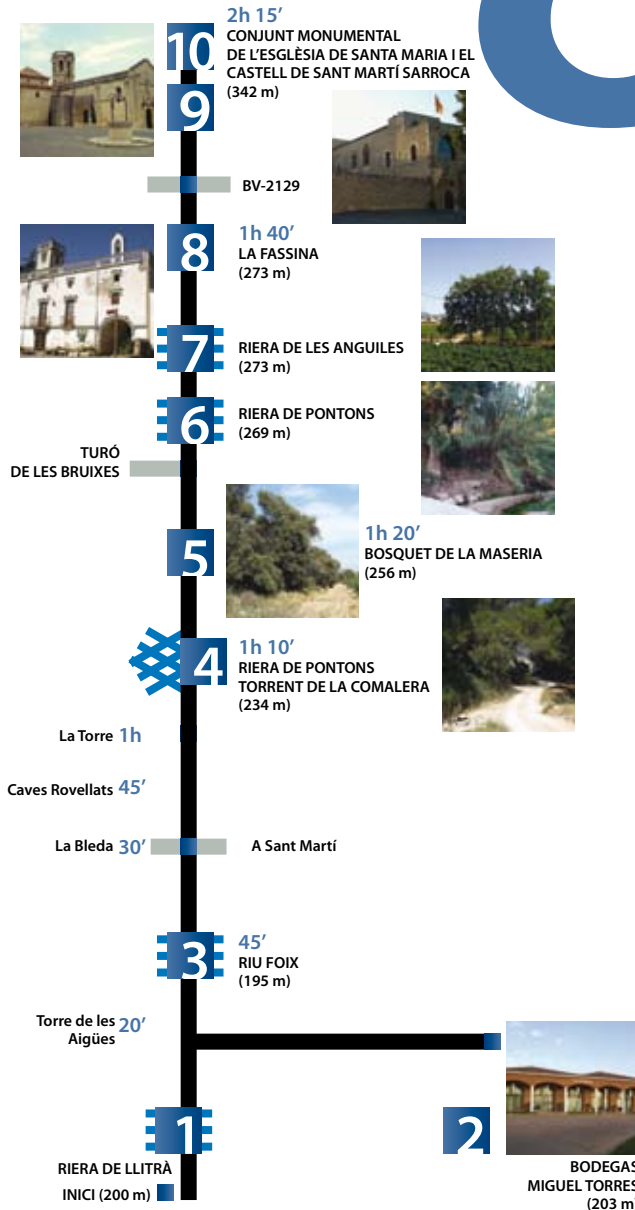 2h 15’
CONJUNT MONUMENTAL
DE L’ESGLÈSIA DE SANTA MARIA I EL
CASTELL DE SANT MARTÍ SARROCA
(342 m)
10
9
BV-2129
8
1h 40’
LA FASSINA
(273 m)
7
RIERA DE LES ANGUILES
(273 m)
6
RIERA DE PONTONS
(269 m)
TURÓ
DE LES BRUIXES
5
1h 20’
BOSQUET DE LA MASERIA
(256 m)
4
1h 10’
RIERA DE PONTONS
TORRENT DE LA COMALERA
(234 m)
La Torre 1h
Caves Rovellats 45’
La Bleda 30’
A Sant Martí
3
45’
RIU FOIX
(195 m)
Torre de les 20’
Aigües
1
2
RIERA DE LLITRÀ
INICI (200 m)
BODEGAS
MIGUEL TORRES
(203 m)